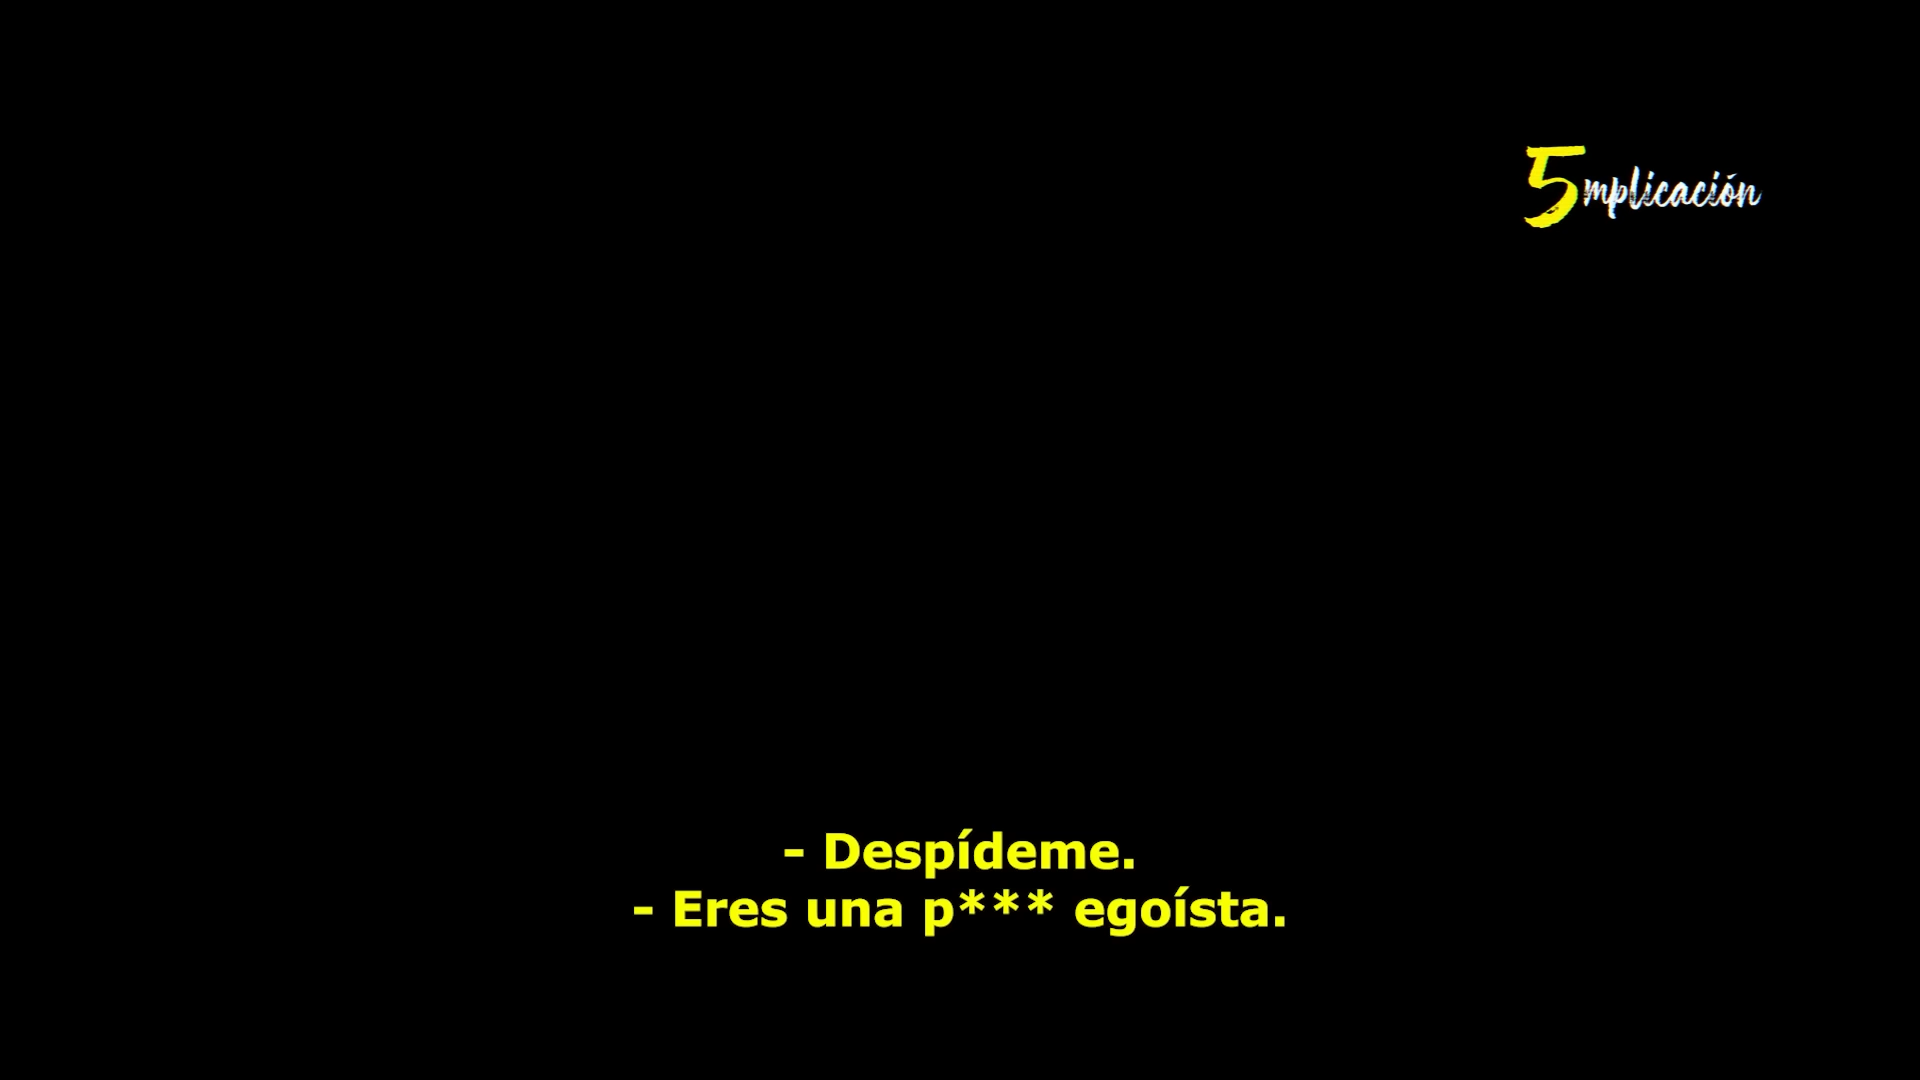 5mplicación
- Despídeme.
- Eres una p*** egoísta.